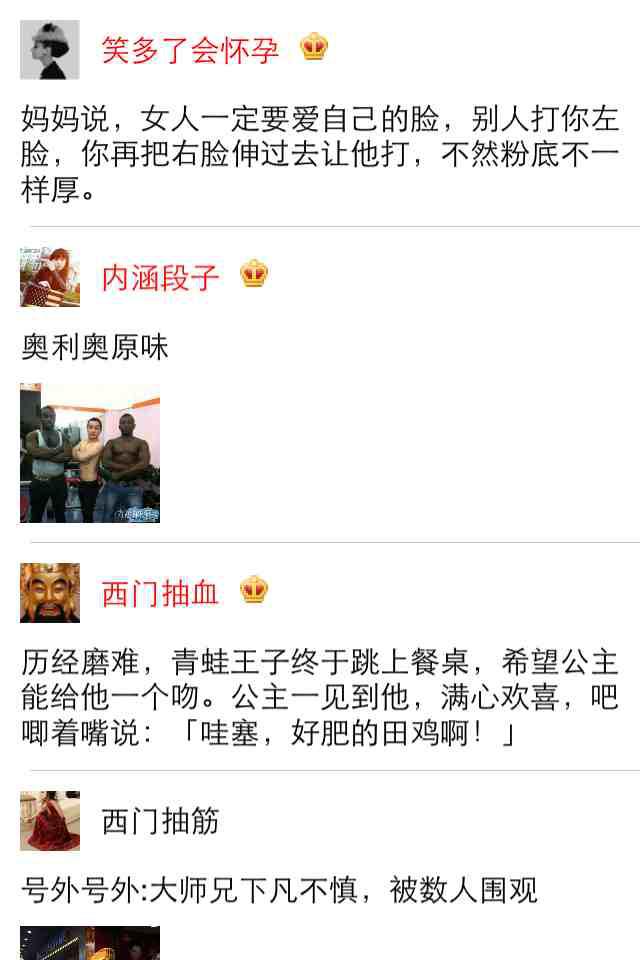 笑多了会怀孕
妈妈说，女人一定要爱自己的脸，别人打你左
脸，你再把右脸伸过去让他打，不然粉底不一
样厚。
内涵段子
奥利奥原味
西门抽血
历经磨难，青蛙王子终于跳上餐桌，希望公主
能给他一个吻。公主一见到他，满心欢喜，吧
唧着嘴说：「哇塞，好肥的田鸡啊！」
西门抽筋
号外号外:大师兄下凡不慎，被数人围观